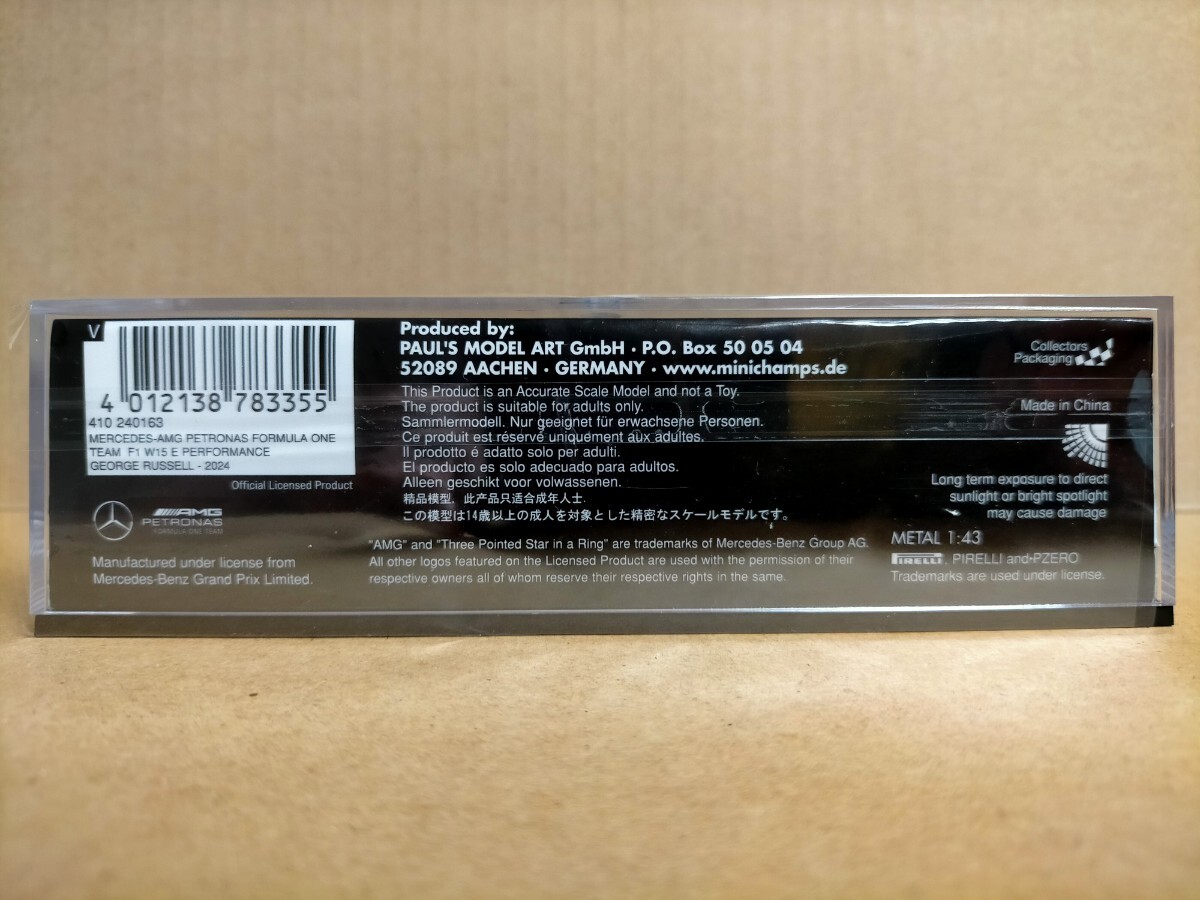 V
4 012138 783355
410 240163
MERCEDES-AMG PETRONAS FORMULA ONE
TEAM F1 W15 E PERFORMANCE
GEORGE RUSSELL - 2024
Official Licensed Product
AMG
PETRONAS
FORMULA ONE TEAM
Manufactured under license from
Mercedes-Benz Grand Prix Limited.
Produced by:
PAUL'S MODEL ART GmbH · P.O. Box 50 05 04
52089 AACHEN · GERMANY · www.minichamps.de
This Product is an Accurate Scale Model and not a Toy.
The product is suitable for adults only.
Sammlermodell. Nur geeignet für erwachsene Personen.
Ce produit est réservé uniquement aux adultes.
Il prodotto é adatto solo per adulti.
El producto es solo adecuado para adultos.
Alleen geschikt voor volwassenen.
精品模型，此产品只适合成年人士.
この模型は14歳以上の成人を対象とした精密なスケールモデルです。
"AMG" and "Three Pointed Star in a Ring" are trademarks of Mercedes-Benz Group AG.
All other logos featured on the Licensed Product are used with the permission of their
respective owners all of whom reserve their respective rights in the same.
Collectors
Packaging
Made in China
Long term exposure to direct
sunlight or bright spotlight
may cause damage
METAL 1:43
PIRELLI, PIRELLI and PZERO
Trademarks are used under license.